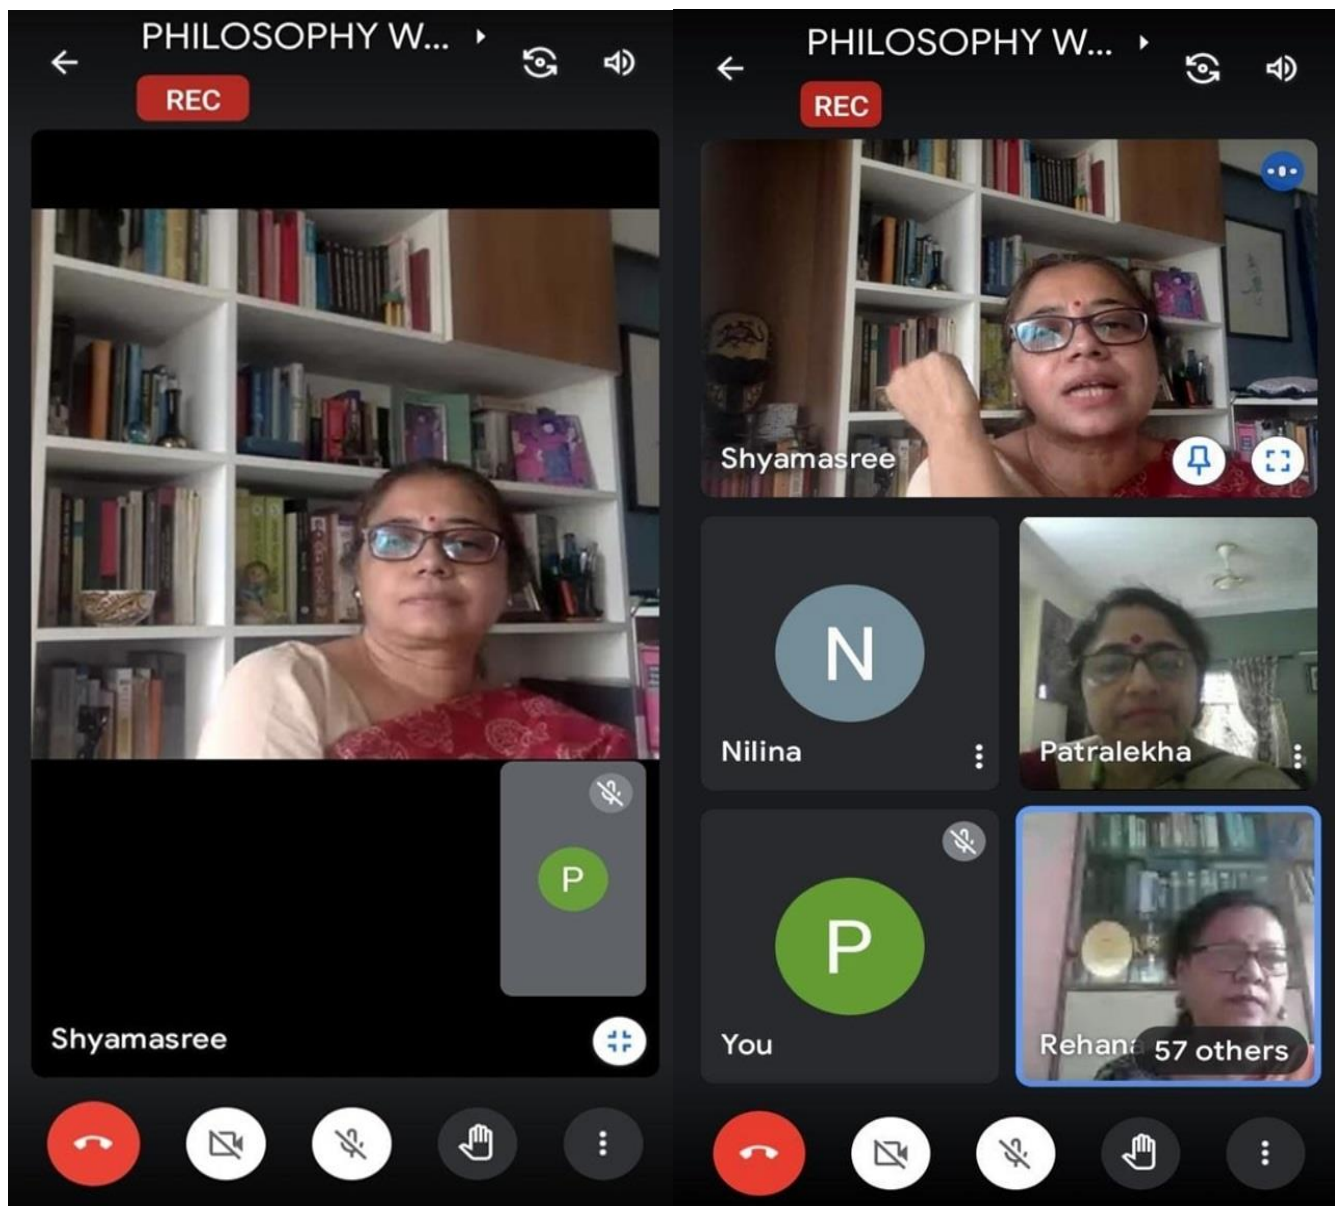 PHILOSOPHY W...
REC
P
Shyamasree
PHILOSOPHY W...
REC
Shyamasree
N
Nilina
Patralekha
P
You
Rehana
57 others